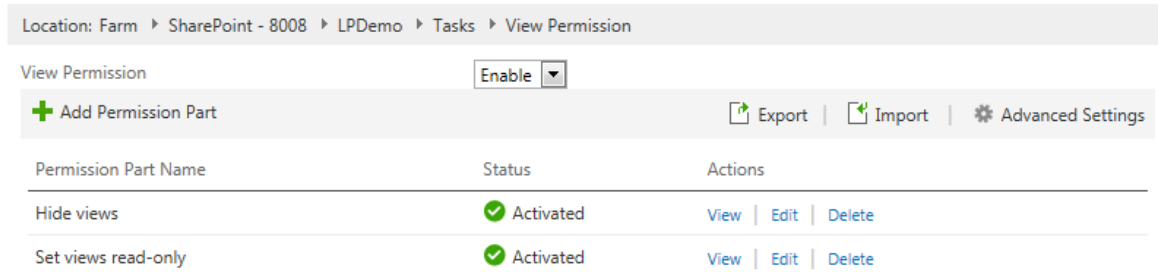 Location: Farm ▸ SharePoint - 8008 ▸ LPDemo ▸ Tasks ▸ View Permission
View Permission Enable
Add Permission Part Export | Import | Advanced Settings
Permission Part Name Status Actions
Hide views Activated View | Edit | Delete
Set views read-only Activated View | Edit | Delete